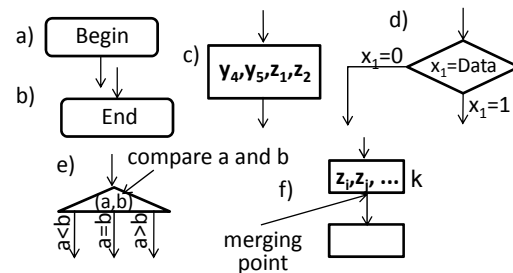 a)
Begin
b)
End
c)
y₄,y₅,z₁,z₂
d)
x₁=0
x₁=Data
x₁=1
e)
compare a and b
(a,b)
a<b
a=b
a>b
f)
zᵢ,zⱼ, ...
k
merging
point